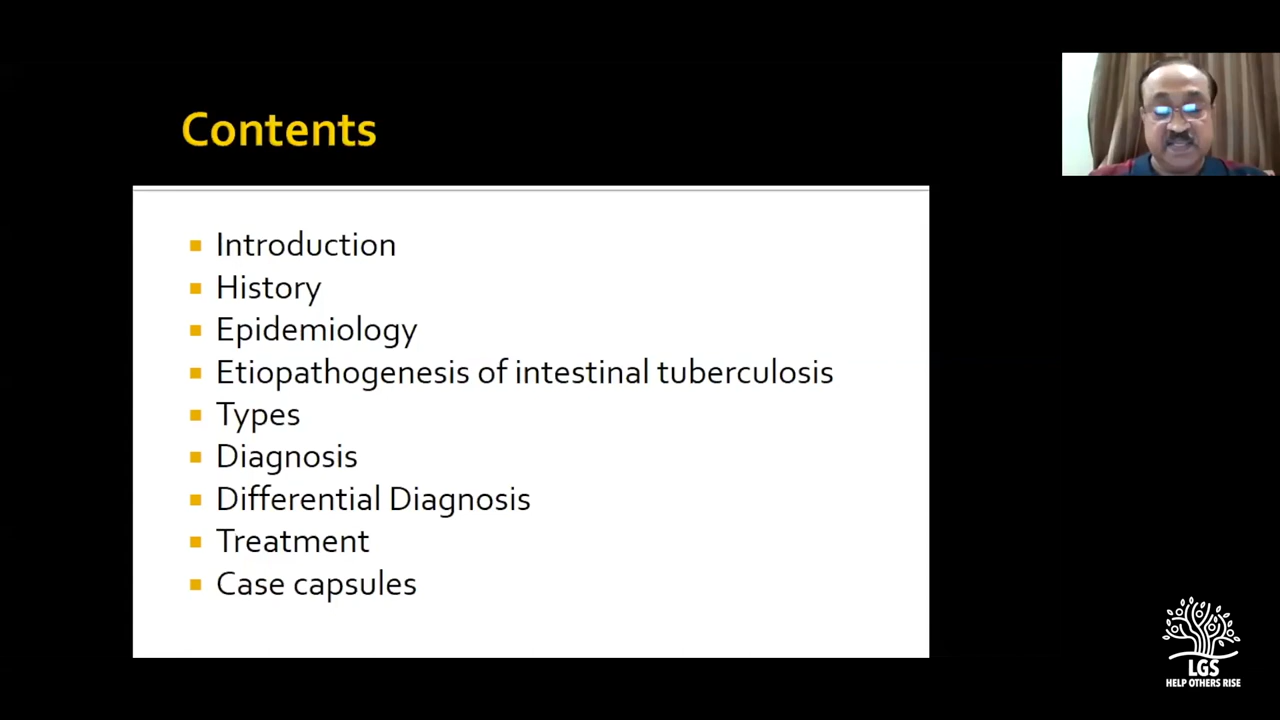 Contents
Introduction
History
Epidemiology
Etiopathogenesis of intestinal tuberculosis
Types
Diagnosis
Differential Diagnosis
Treatment
Case capsules
LGS
HELP OTHERS RISE